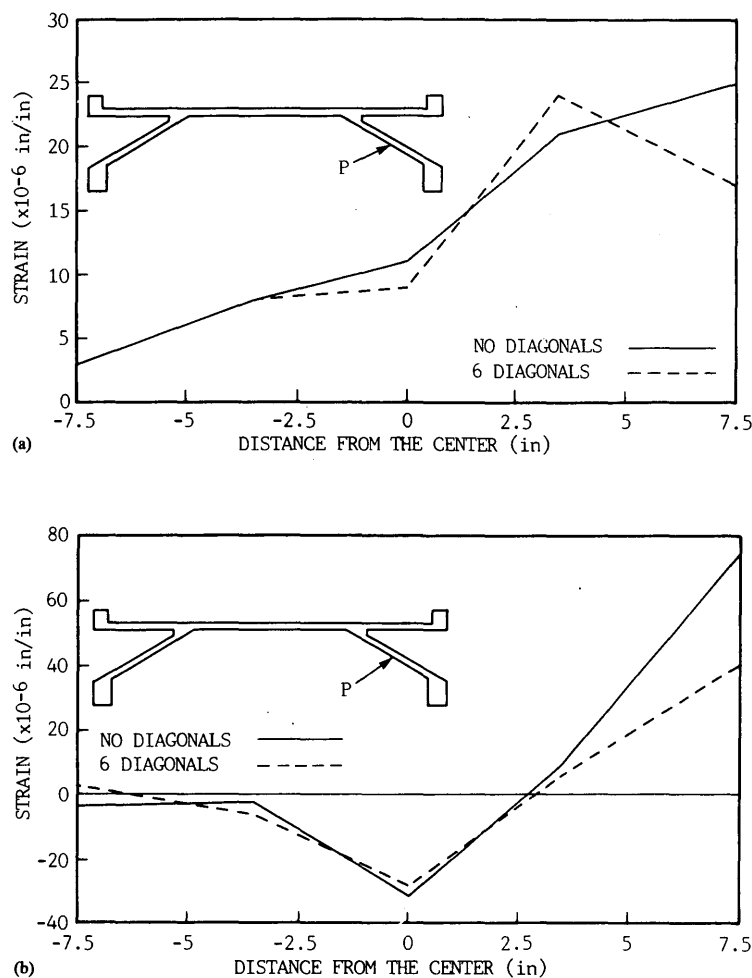 30
25
20
15
10
5
0
STRAIN (x10-6 in/in)
P
NO DIAGONALS
6 DIAGONALS
-7.5 -5 -2.5 0 2.5 5 7.5
(a) DISTANCE FROM THE CENTER (in)
80
60
40
20
0
-20
-40
STRAIN (x10-6 in/in)
P
NO DIAGONALS
6 DIAGONALS
-7.5 -5 -2.5 0 2.5 5 7.5
(b) DISTANCE FROM THE CENTER (in)